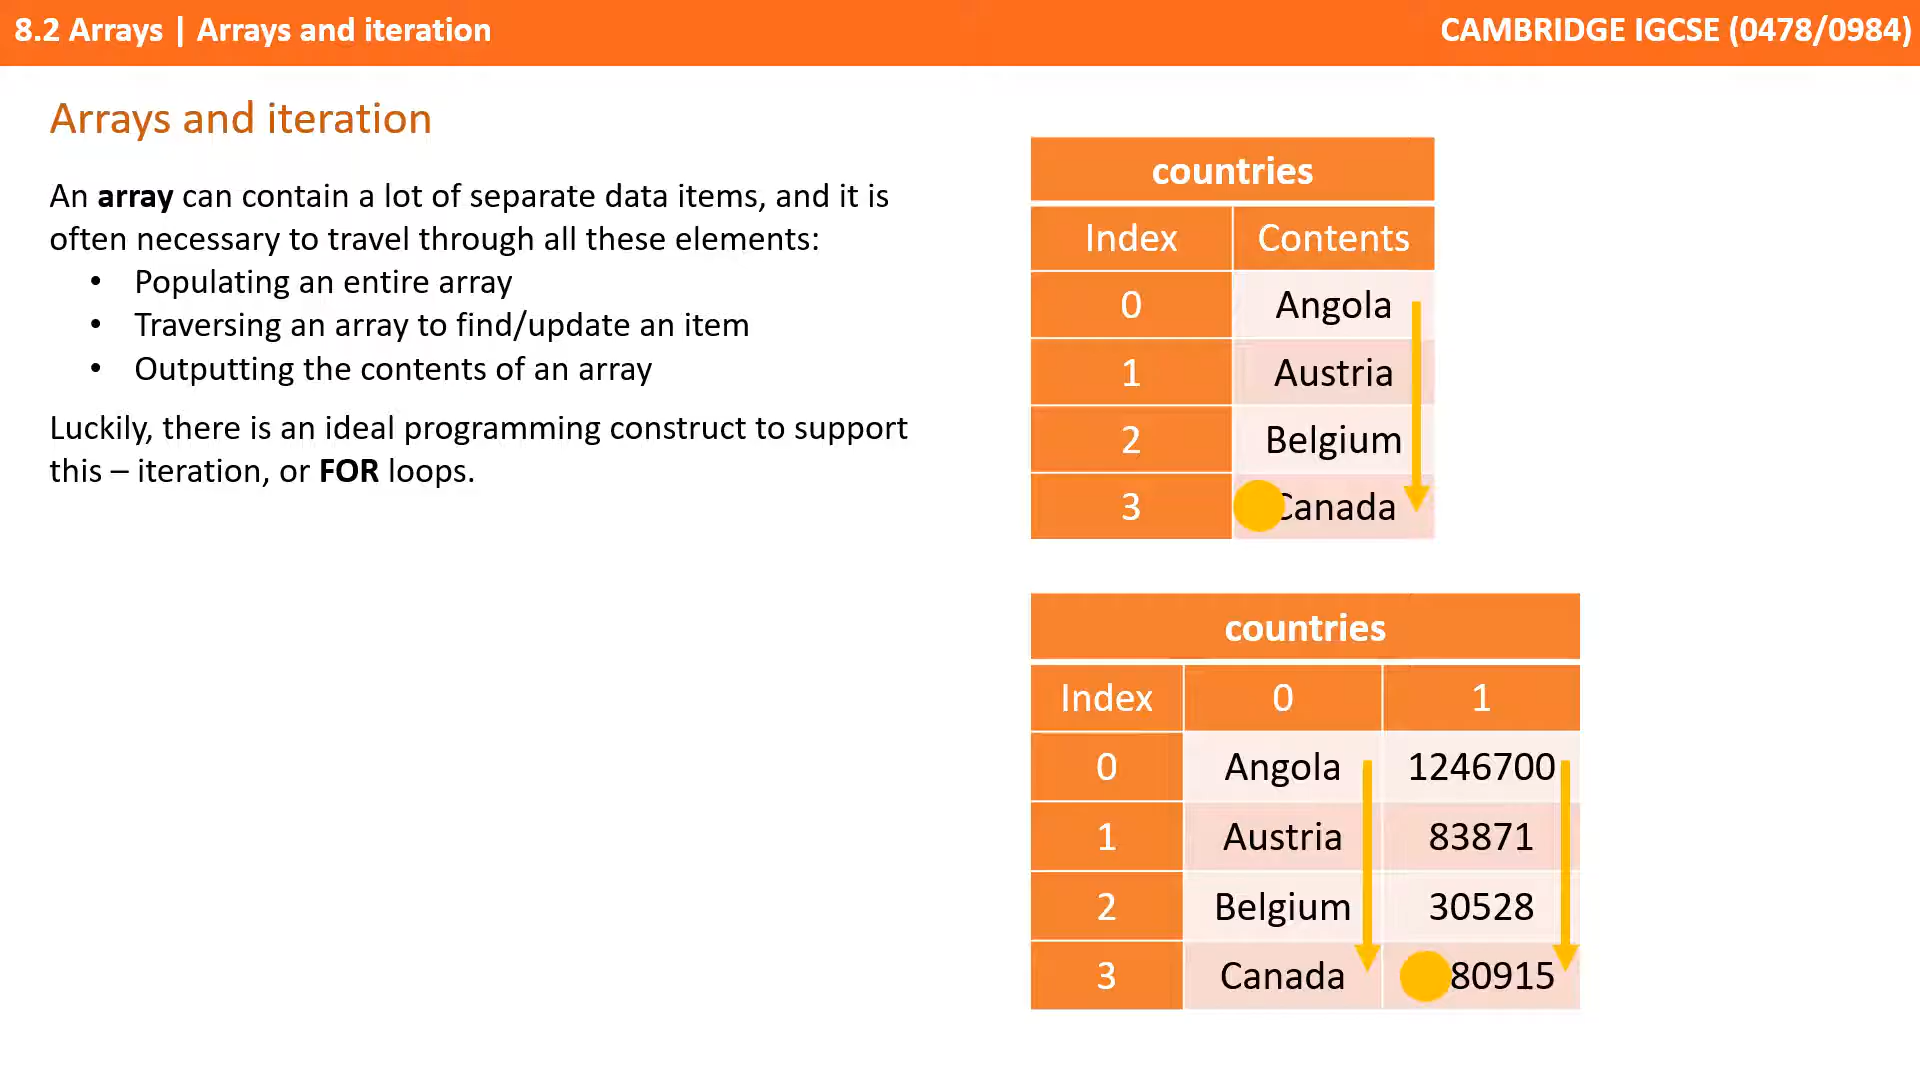 8.2 Arrays | Arrays and iteration
CAMBRIDGE IGCSE (0478/0984)
Arrays and iteration
An array can contain a lot of separate data items, and it is
often necessary to travel through all these elements:
• Populating an entire array
• Traversing an array to find/update an item
• Outputting the contents of an array
Luckily, there is an ideal programming construct to support
this – iteration, or FOR loops.
countries
Index Contents
0 Angola
1 Austria
2 Belgium
3 Canada
countries
Index 0 1
0 Angola 1246700
1 Austria 83871
2 Belgium 30528
3 Canada